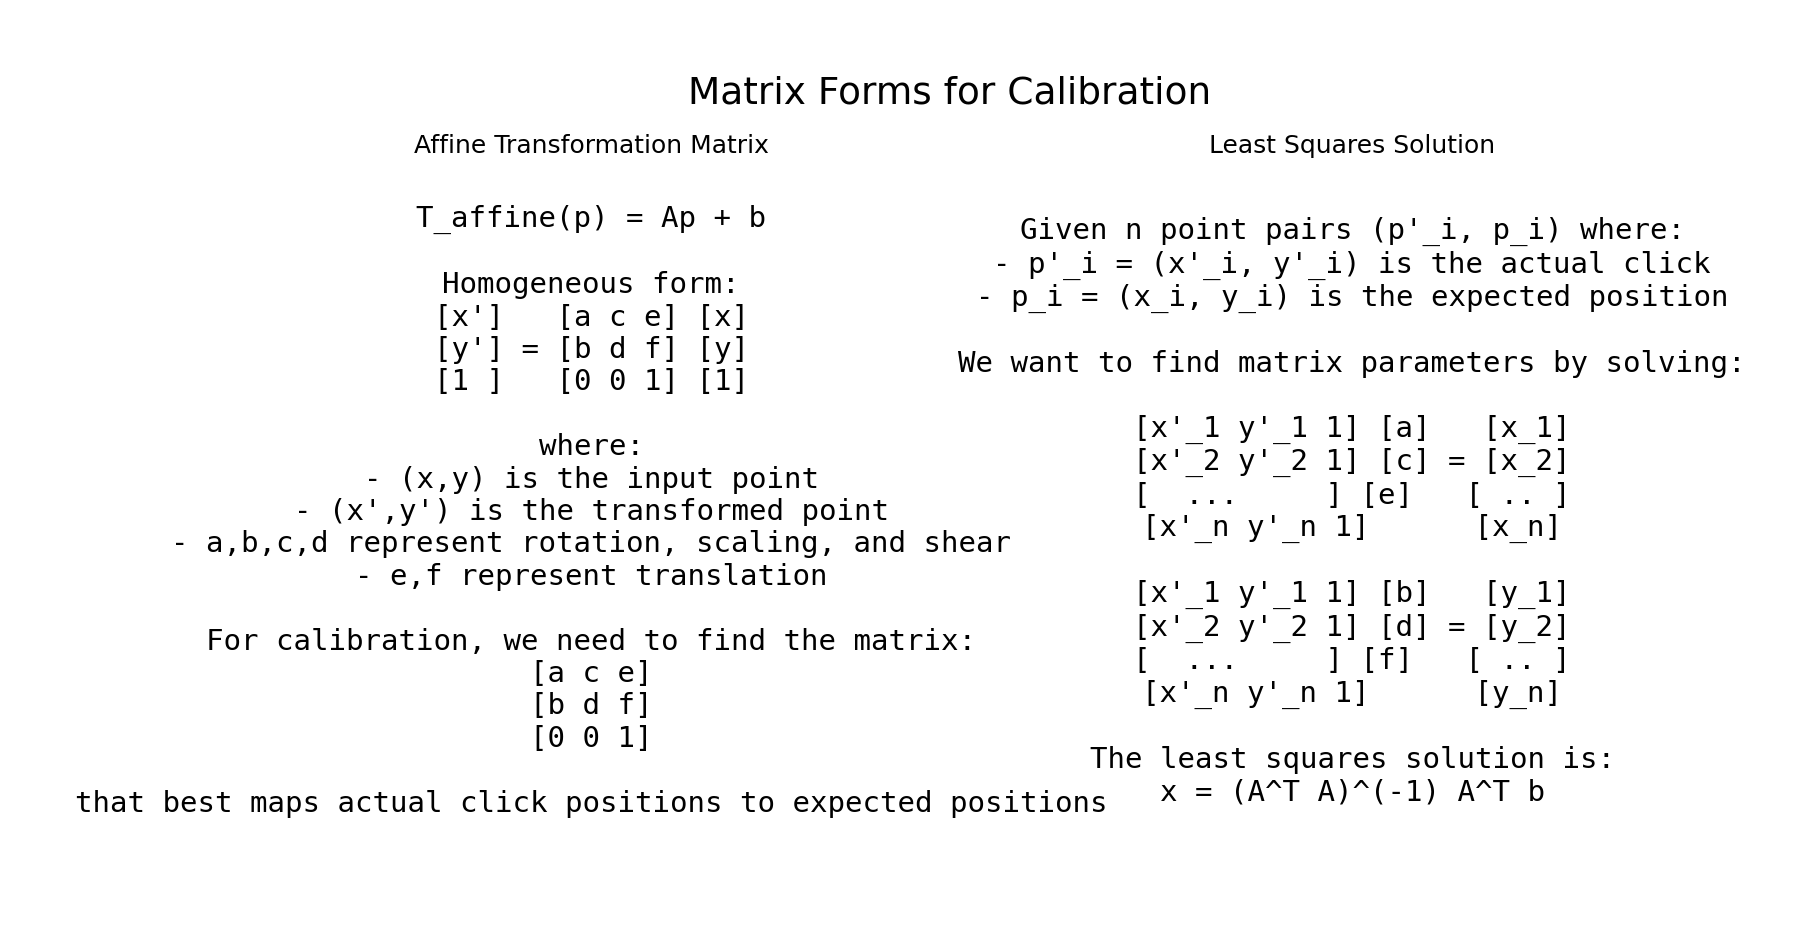 Matrix Forms for Calibration
Affine Transformation Matrix
T_affine(p) = Ap + b
Homogeneous form:
[x']   [a c e] [x]
[y'] = [b d f] [y]
[1 ]   [0 0 1] [1]
where:
- (x,y) is the input point
- (x',y') is the transformed point
- a,b,c,d represent rotation, scaling, and shear
- e,f represent translation
For calibration, we need to find the matrix:
[a c e]
[b d f]
[0 0 1]
that best maps actual click positions to expected positions
Least Squares Solution
Given n point pairs (p'_i, p_i) where:
- p'_i = (x'_i, y'_i) is the actual click
- p_i = (x_i, y_i) is the expected position
We want to find matrix parameters by solving:
[x'_1 y'_1 1] [a]   [x_1]
[x'_2 y'_2 1] [c] = [x_2]
[  ...     ] [e]   [ .. ]
[x'_n y'_n 1]      [x_n]
[x'_1 y'_1 1] [b]   [y_1]
[x'_2 y'_2 1] [d] = [y_2]
[  ...     ] [f]   [ .. ]
[x'_n y'_n 1]      [y_n]
The least squares solution is:
x = (A^T A)^(-1) A^T b